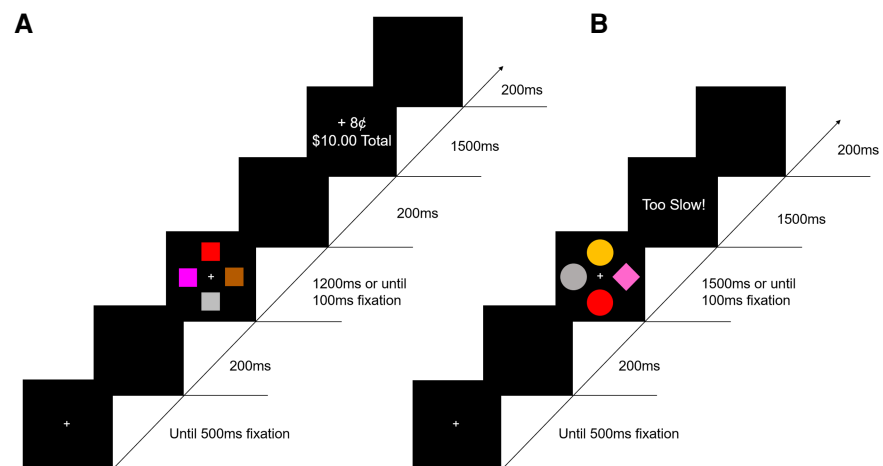 A
+ 8¢
$10.00 Total
+
+
200ms
1500ms
200ms
1200ms or until
100ms fixation
200ms
Until 500ms fixation
B
Too Slow!
+
+
200ms
1500ms
1500ms or until
100ms fixation
200ms
Until 500ms fixation